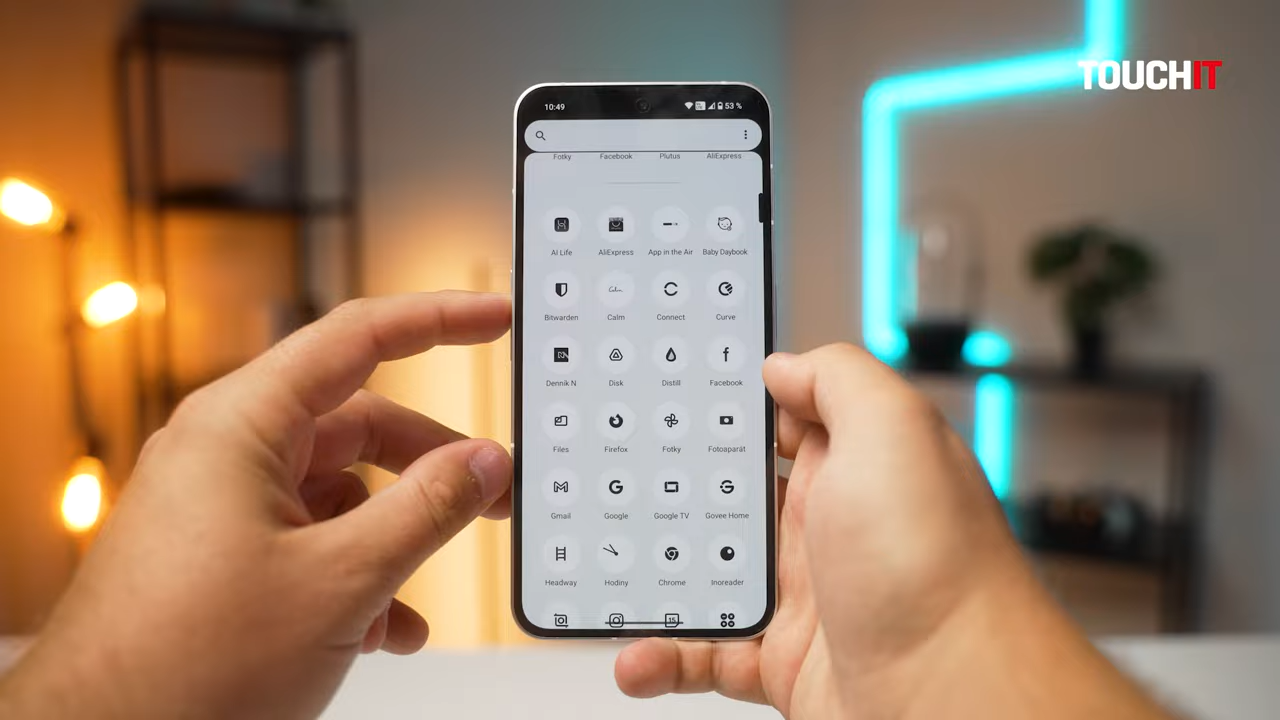 TOUCHIT
10:49
53 %
Fotky Facebook Plutus AliExpress
AI Life AliExpress App in the Air Baby Daybook
Bitwarden Calm Connect Curve
Denník N Disk Distill Facebook
Files Firefox Fotky Fotoaparát
Gmail Google Google TV Govee Home
Headway Hodiny Chrome Inoreader